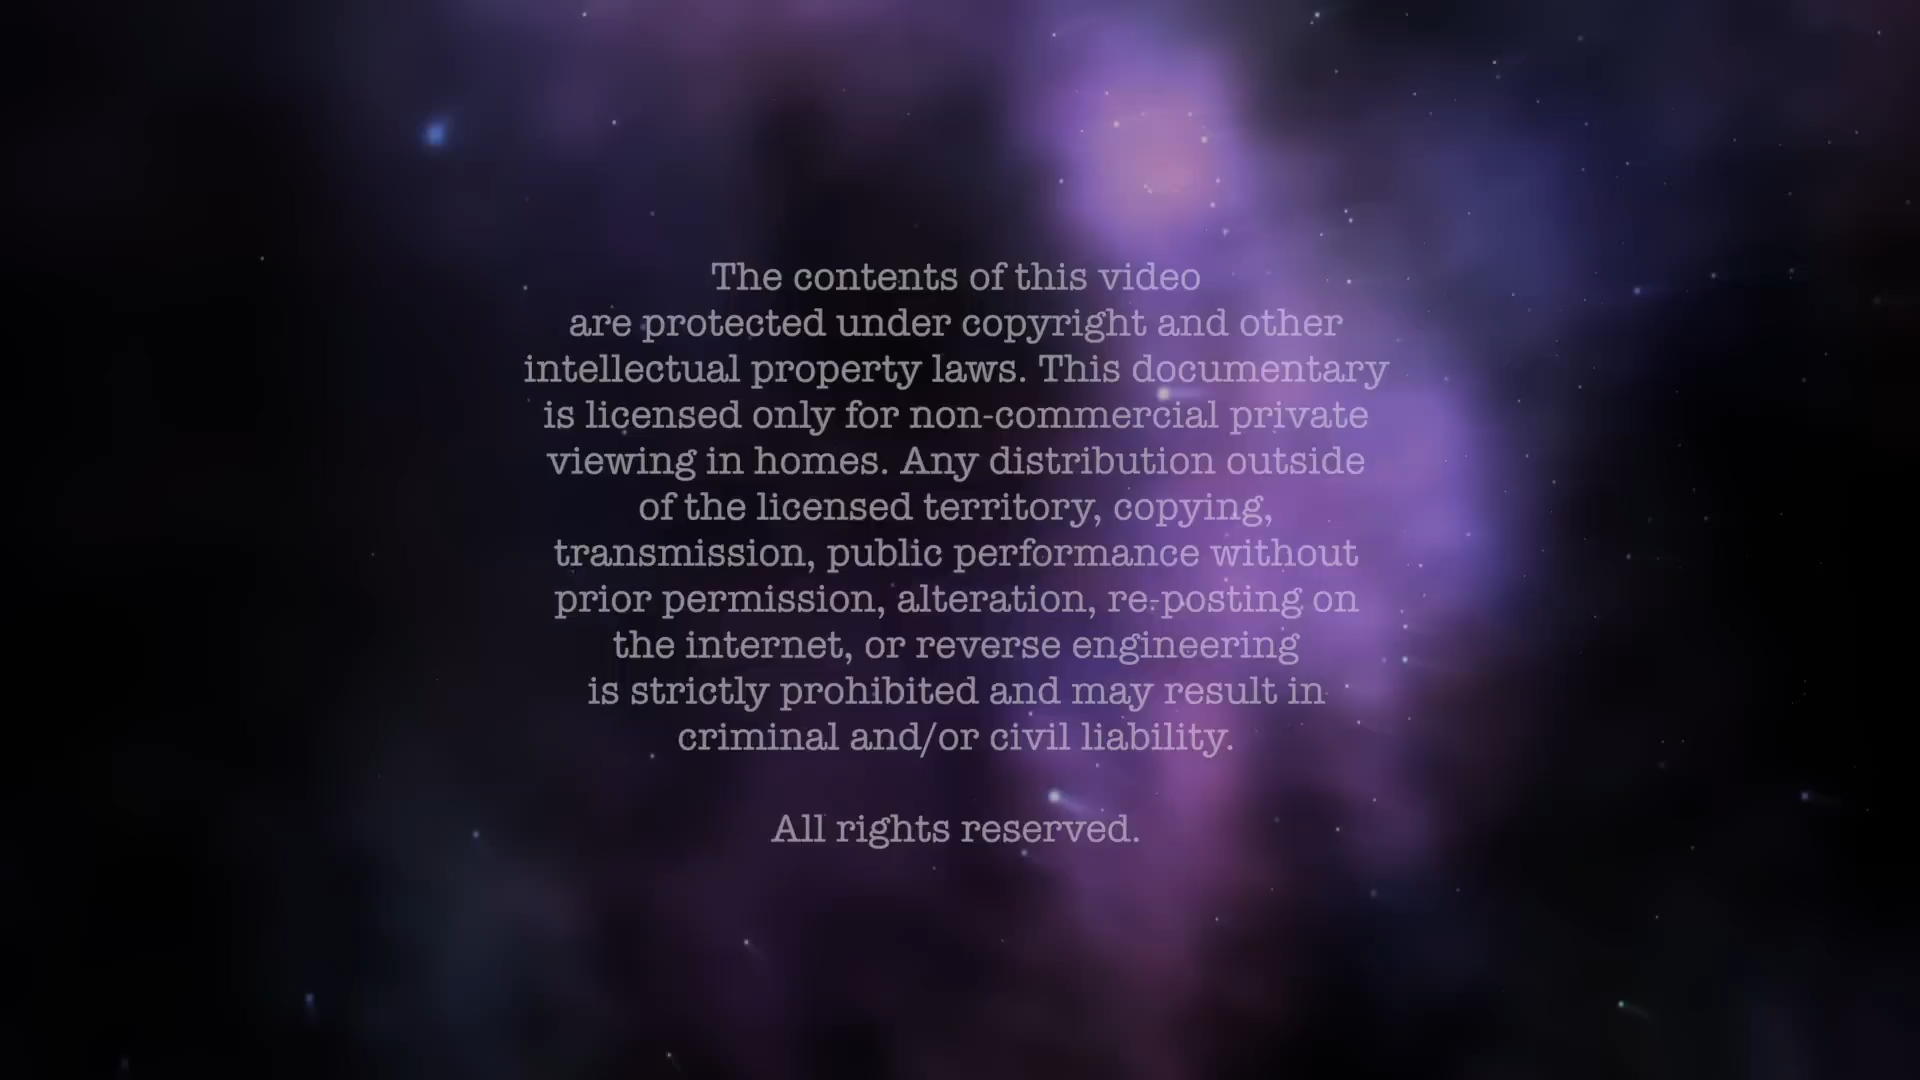 The contents of this video
are protected under copyright and other
intellectual property laws. This documentary
is licensed only for non-commercial private
viewing in homes. Any distribution outside
of the licensed territory, copying,
transmission, public performance without
prior permission, alteration, re-posting on
the internet, or reverse engineering
is strictly prohibited and may result in
criminal and/or civil liability.
All rights reserved.